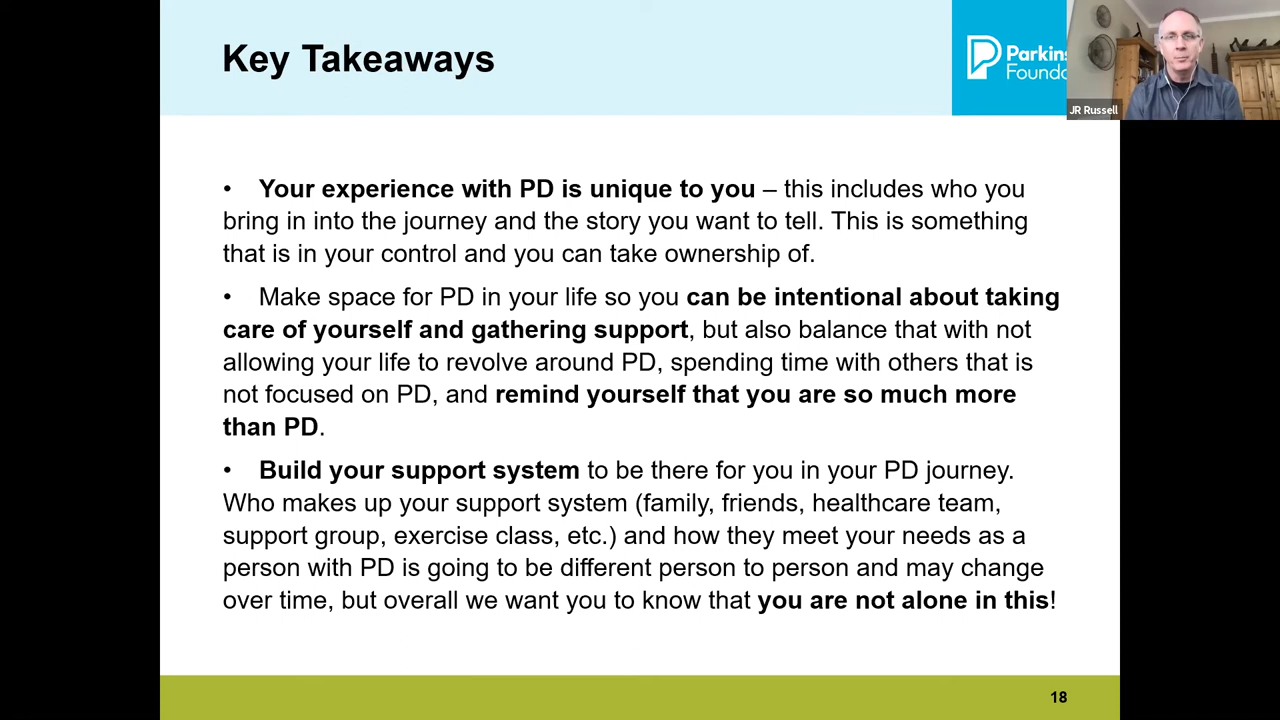 Key Takeaways
Parkins
Founda
JR Russell
• Your experience with PD is unique to you – this includes who you
bring in into the journey and the story you want to tell. This is something
that is in your control and you can take ownership of.
• Make space for PD in your life so you can be intentional about taking
care of yourself and gathering support, but also balance that with not
allowing your life to revolve around PD, spending time with others that is
not focused on PD, and remind yourself that you are so much more
than PD.
• Build your support system to be there for you in your PD journey.
Who makes up your support system (family, friends, healthcare team,
support group, exercise class, etc.) and how they meet your needs as a
person with PD is going to be different person to person and may change
over time, but overall we want you to know that you are not alone in this!
18